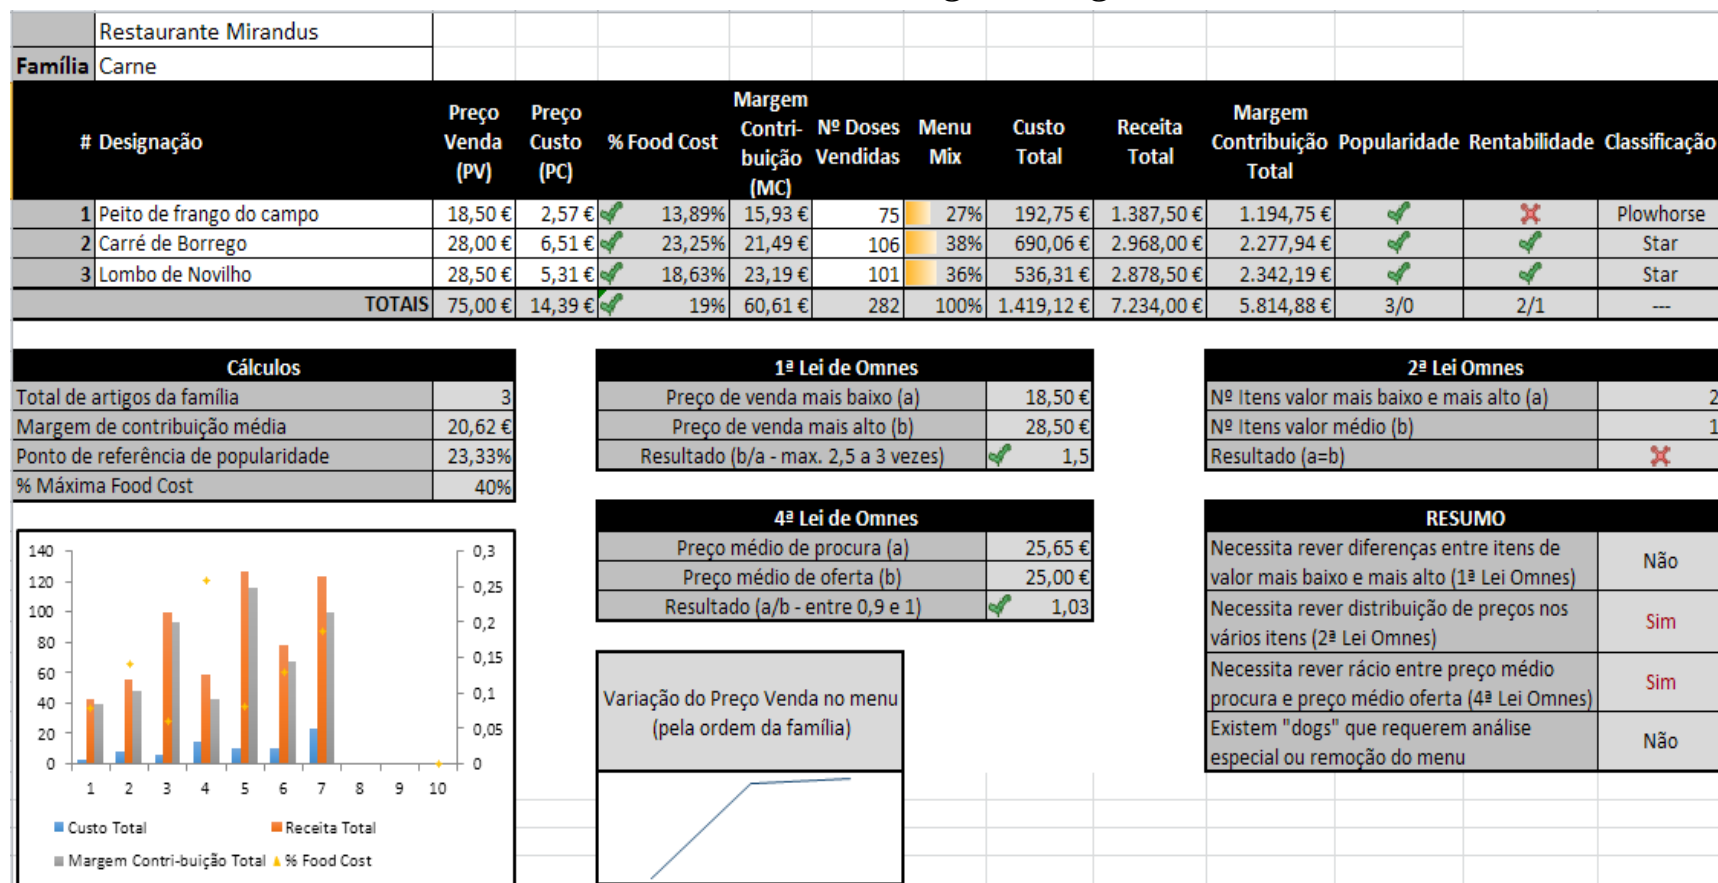 Restaurante Mirandus
Família Carne
# Designação Preço Venda (PV) Preço Custo (PC) % Food Cost Margem Contri-buição (MC) Nº Doses Vendidas Menu Mix Custo Total Receita Total Margem Contribuição Total Popularidade Rentabilidade Classificação
1 Peito de frango do campo 18,50 € 2,57 € 13,89% 15,93 € 75 27% 192,75 € 1.387,50 € 1.194,75 € Plowhorse
2 Carré de Borrego 28,00 € 6,51 € 23,25% 21,49 € 106 38% 690,06 € 2.968,00 € 2.277,94 € Star
3 Lombo de Novilho 28,50 € 5,31 € 18,63% 23,19 € 101 36% 536,31 € 2.878,50 € 2.342,19 € Star
TOTAIS 75,00 € 14,39 € 19% 60,61 € 282 100% 1.419,12 € 7.234,00 € 5.814,88 € 3/0 2/1 ---
Cálculos
Total de artigos da família 3
Margem de contribuição média 20,62 €
Ponto de referência de popularidade 23,33%
% Máxima Food Cost 40%
1ª Lei de Omnes
Preço de venda mais baixo (a) 18,50 €
Preço de venda mais alto (b) 28,50 €
Resultado (b/a - max. 2,5 a 3 vezes) 1,5
2ª Lei Omnes
Nº Itens valor mais baixo e mais alto (a) 2
Nº Itens valor médio (b) 1
Resultado (a=b)
4ª Lei de Omnes
Preço médio de procura (a) 25,65 €
Preço médio de oferta (b) 25,00 €
Resultado (a/b - entre 0,9 e 1) 1,03
RESUMO
Necessita rever diferenças entre itens de
valor mais baixo e mais alto (1ª Lei Omnes) Não
Necessita rever distribuição de preços nos
vários itens (2ª Lei Omnes) Sim
Necessita rever rácio entre preço médio
procura e preço médio oferta (4ª Lei Omnes) Sim
Existem "dogs" que requerem análise
especial ou remoção do menu Não
140 0,3
120 0,25
100 0,2
80 0,15
60 0,1
40 0,05
20 0
0
1 2 3 4 5 6 7 8 9 10
Custo Total Receita Total
Margem Contri-buição Total % Food Cost
Variação do Preço Venda no menu
(pela ordem da família)